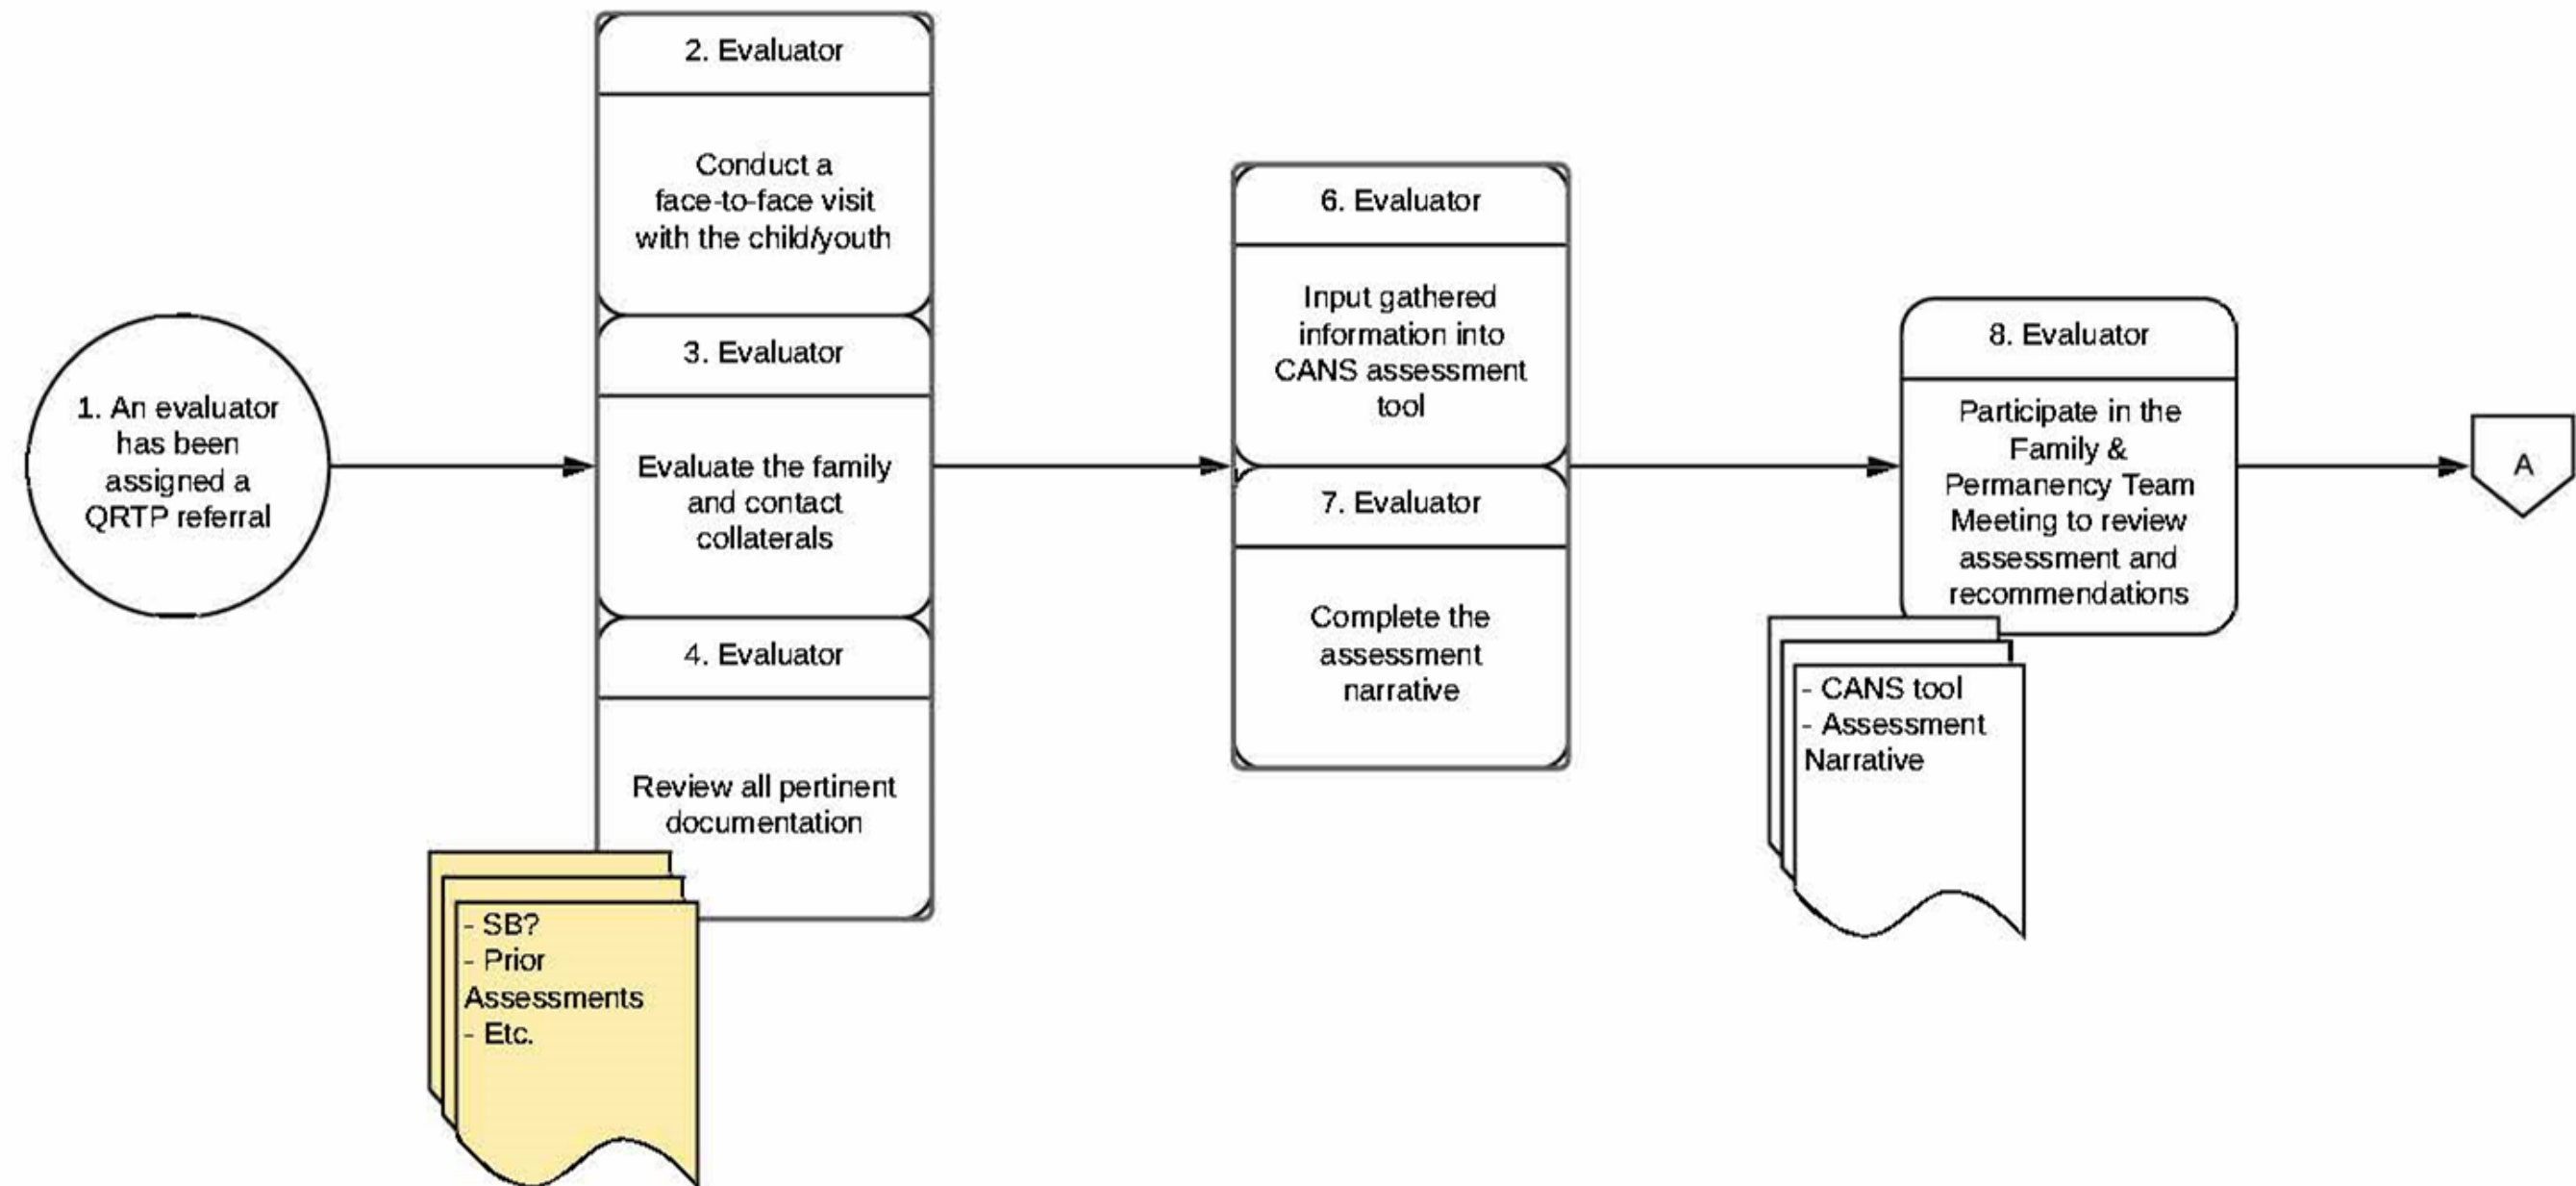 1. An evaluator
has been
assigned a
QRTP referral
2. Evaluator
Conduct a
face-to-face visit
with the child/youth
3. Evaluator
Evaluate the family
and contact
collaterals
4. Evaluator
Review all pertinent
documentation
- SB?
- Prior
Assessments
- Etc.
6. Evaluator
Input gathered
information into
CANS assessment
tool
7. Evaluator
Complete the
assessment
narrative
8. Evaluator
Participate in the
Family &
Permanency Team
Meeting to review
assessment and
recommendations
- CANS tool
- Assessment
Narrative
A